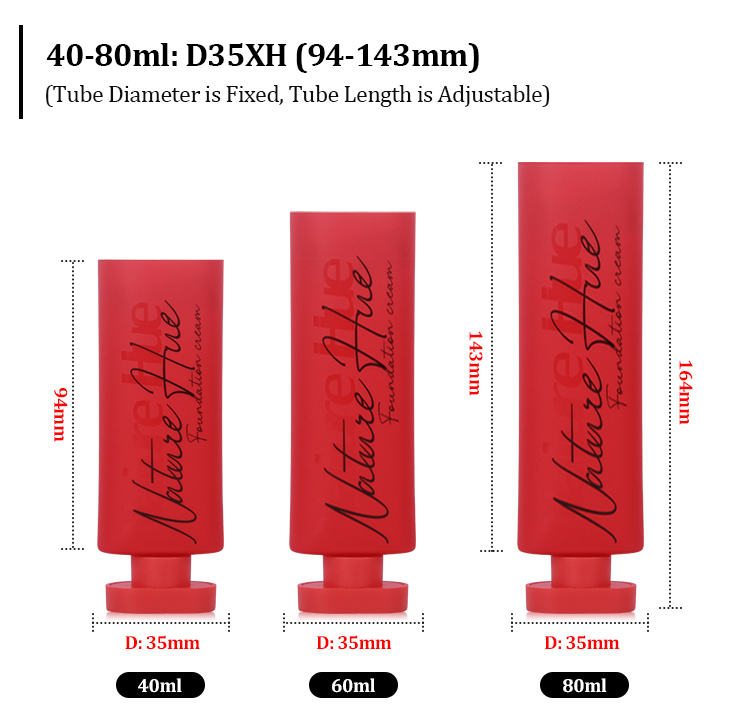 40-80ml: D35XH (94-143mm)
(Tube Diameter is Fixed, Tube Length is Adjustable)
94mm
143mm
164mm
Nature Hue
Foundation cream
Nature Hue
Foundation cream
Nature Hue
Foundation cream
D: 35mm
D: 35mm
D: 35mm
40ml
60ml
80ml